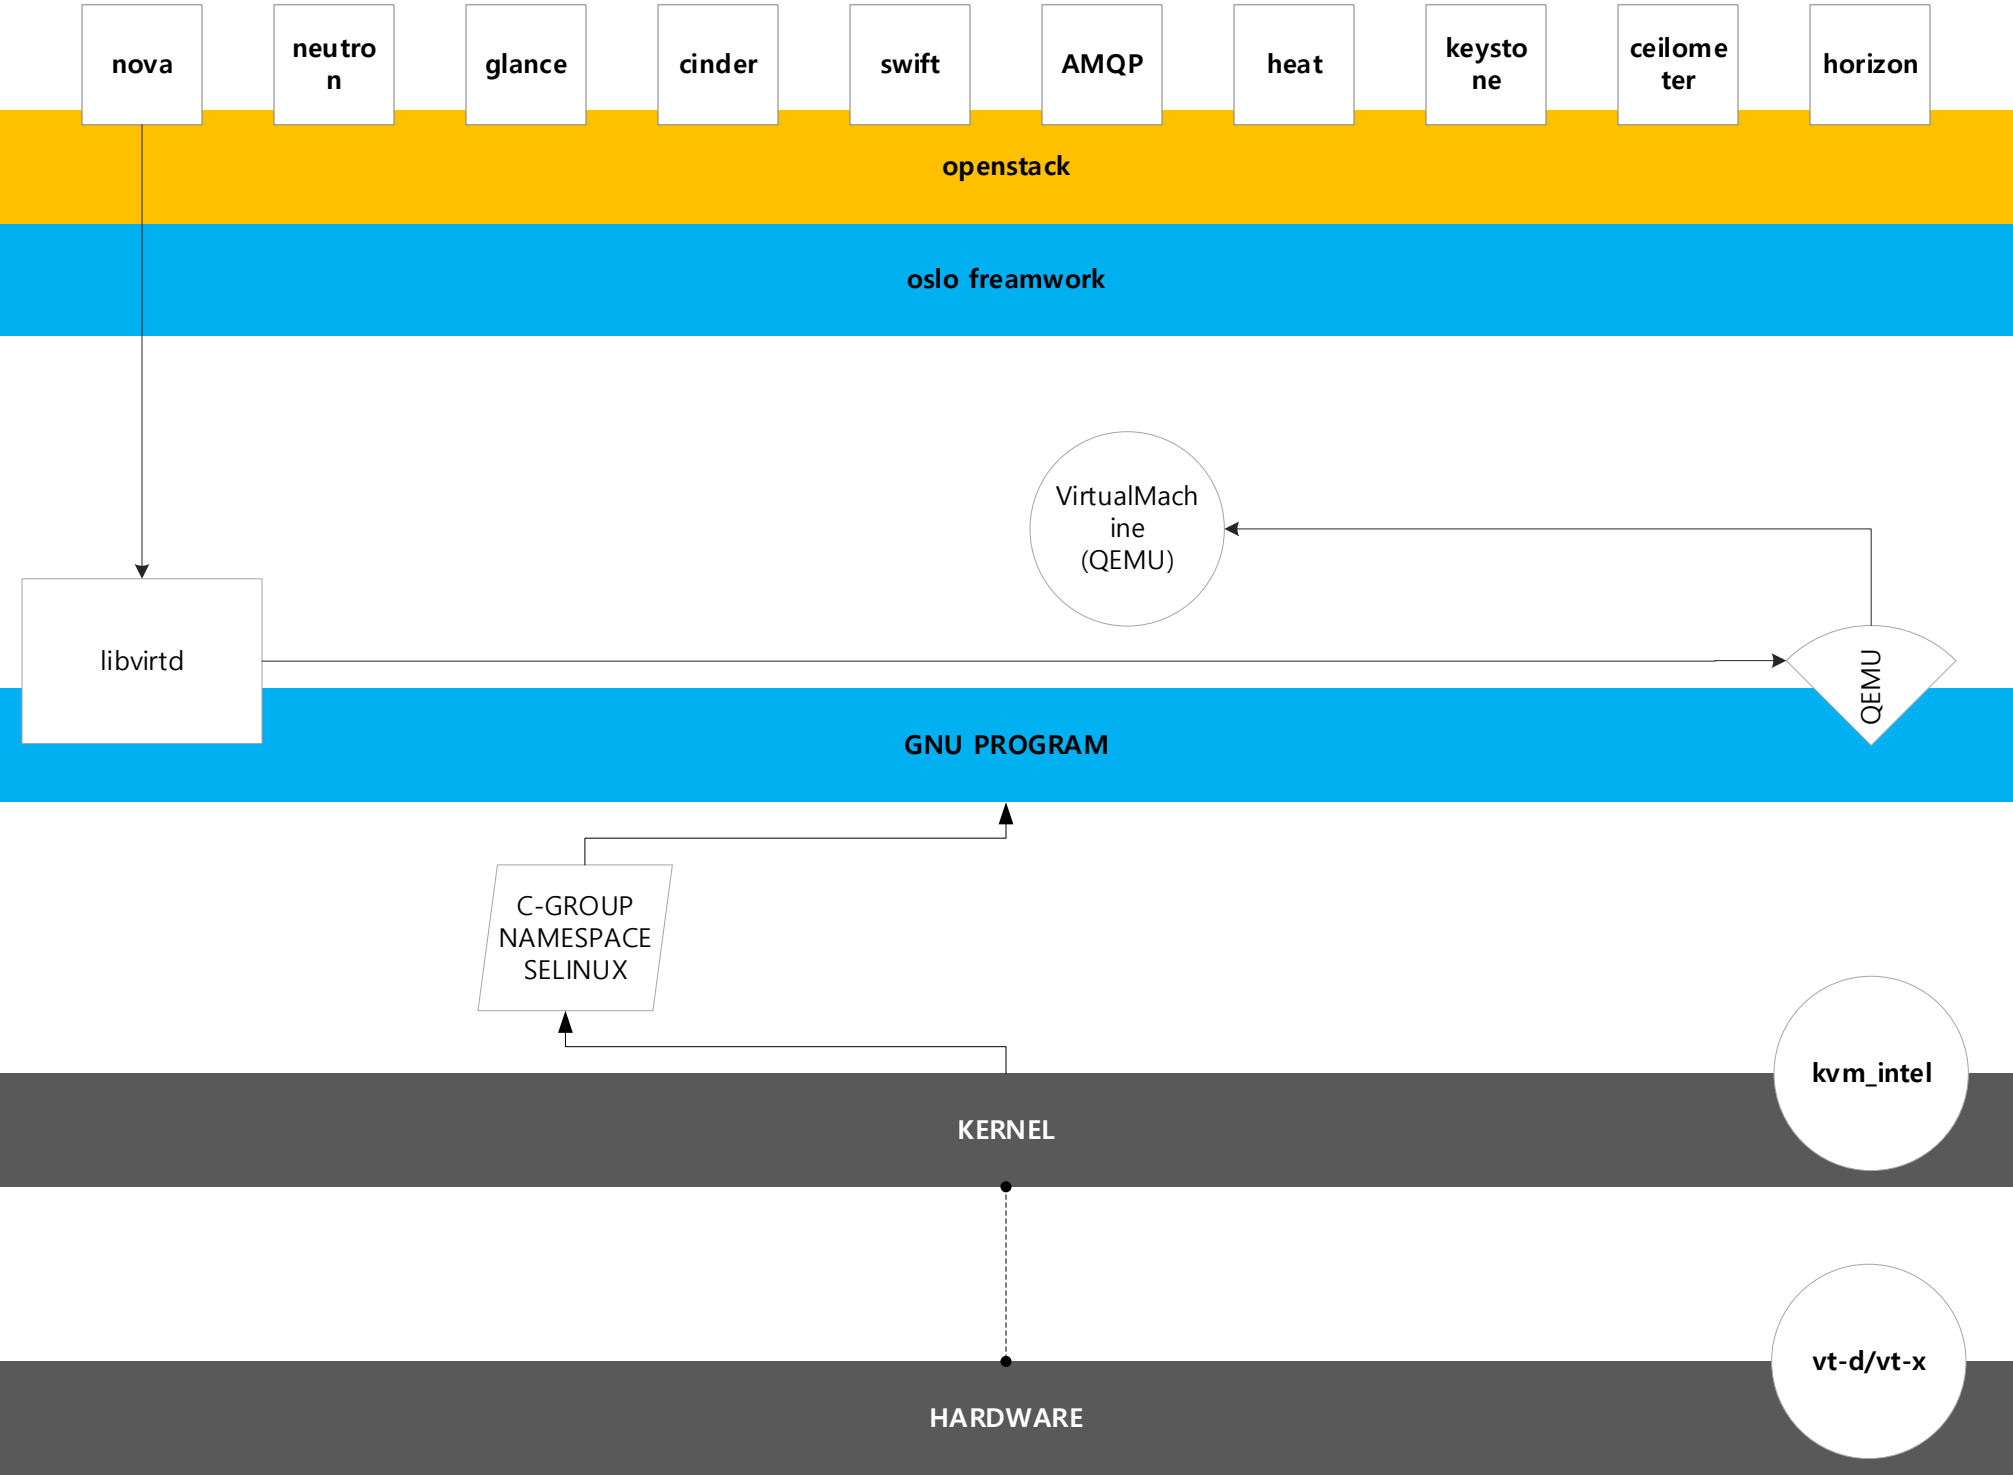 nova
neutro
n
glance
cinder
swift
AMQP
heat
keysto
ne
ceilome
ter
horizon
openstack
oslo freamwork
VirtualMach
ine
(QEMU)
libvirtd
QEMU
GNU PROGRAM
C-GROUP
NAMESPACE
SELINUX
kvm_intel
KERNEL
vt-d/vt-x
HARDWARE